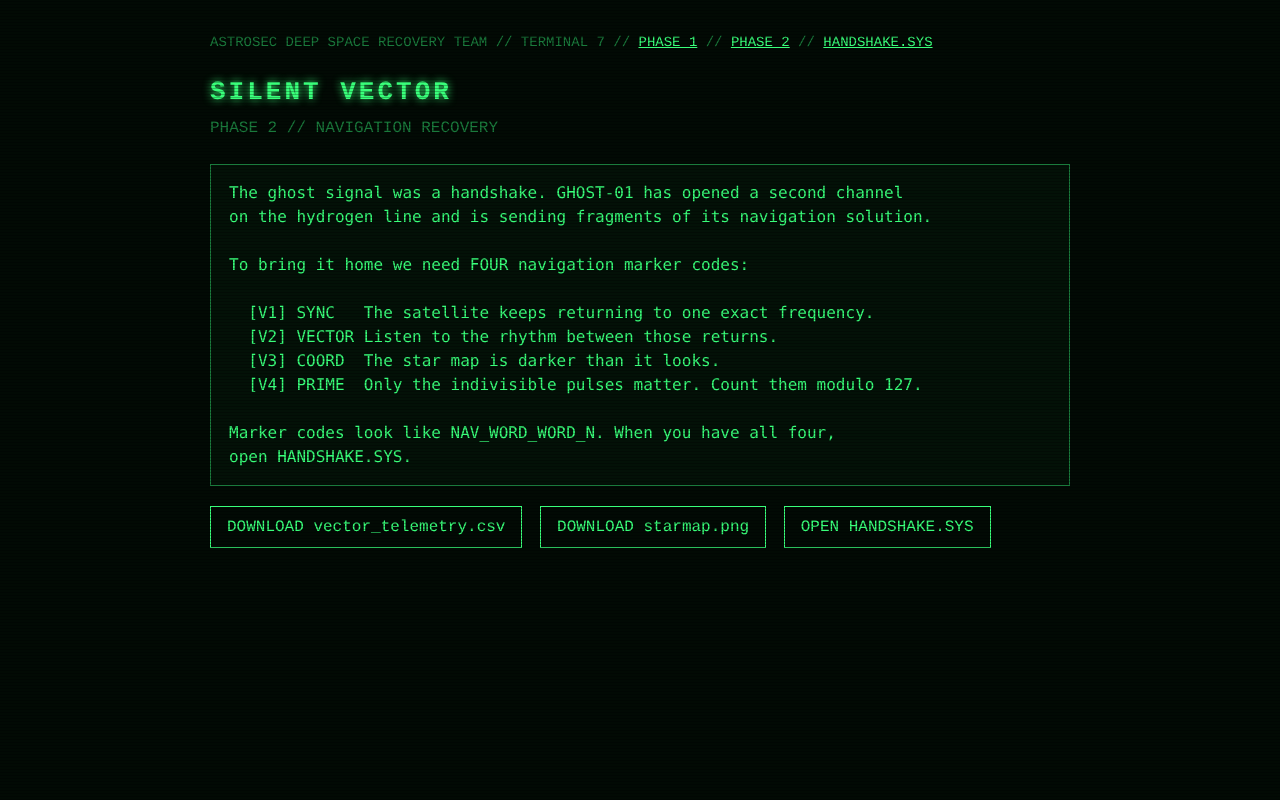 ASTROSEC DEEP SPACE RECOVERY TEAM // TERMINAL 7 // PHASE 1 // PHASE 2 // HANDSHAKE.SYS
SILENT VECTOR
PHASE 2 // NAVIGATION RECOVERY
The ghost signal was a handshake. GHOST-01 has opened a second channel
on the hydrogen line and is sending fragments of its navigation solution.
To bring it home we need FOUR navigation marker codes:
[V1] SYNC   The satellite keeps returning to one exact frequency.
[V2] VECTOR Listen to the rhythm between those returns.
[V3] COORD  The star map is darker than it looks.
[V4] PRIME  Only the indivisible pulses matter. Count them modulo 127.
Marker codes look like NAV_WORD_WORD_N. When you have all four,
open HANDSHAKE.SYS.
DOWNLOAD vector_telemetry.csv DOWNLOAD starmap.png OPEN HANDSHAKE.SYS